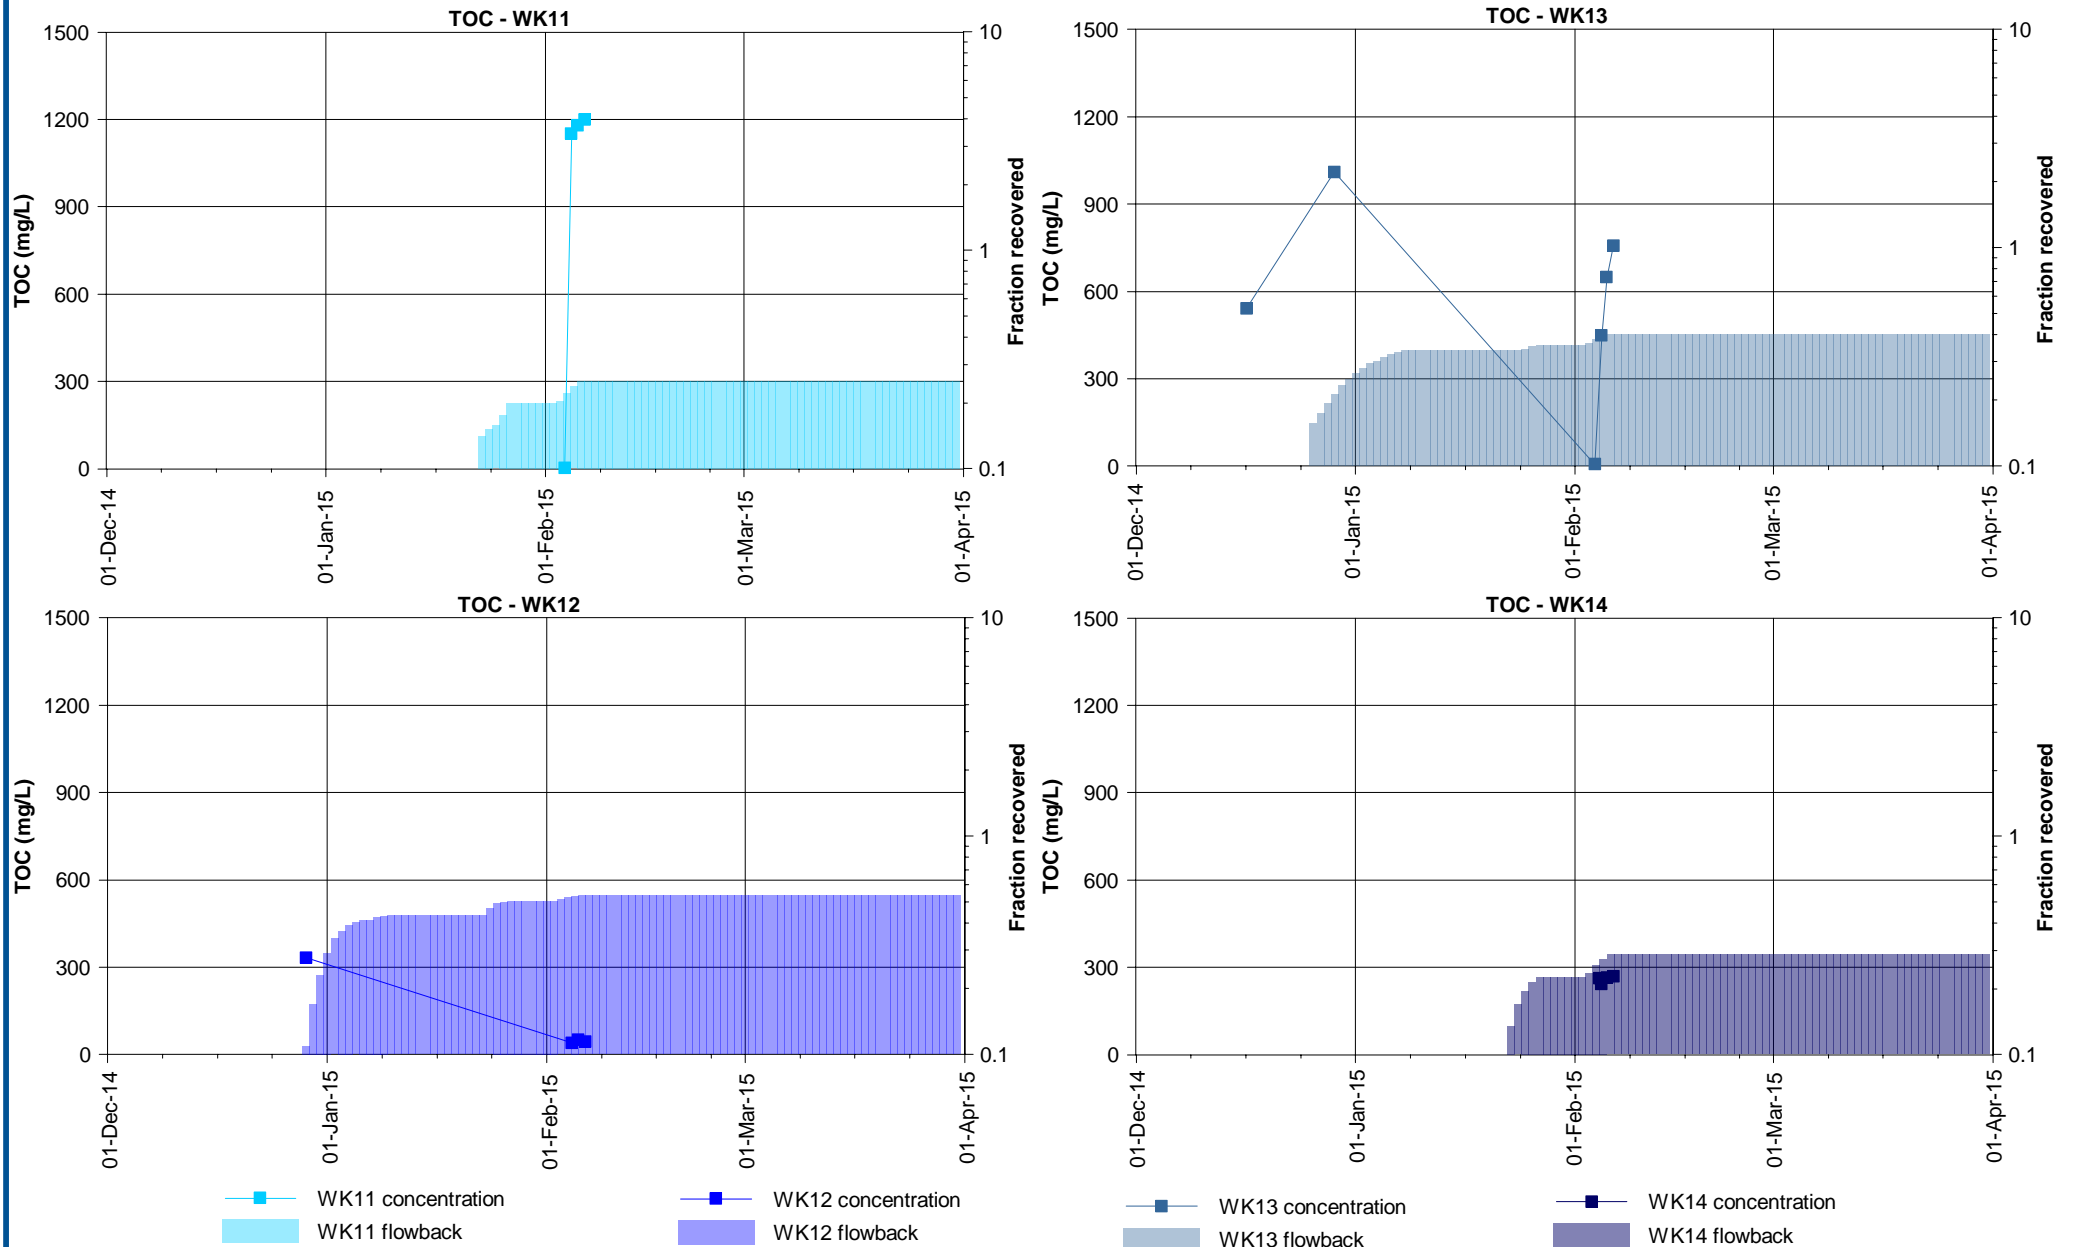 TOC - WK11
1500
1200
900
600
300
0
TOC (mg/L)
10
1
0.1
Fraction recovered
01-Dec-14
01-Jan-15
01-Feb-15
01-Mar-15
01-Apr-15
TOC - WK13
1500
1200
900
600
300
0
TOC (mg/L)
10
1
0.1
Fraction recovered
01-Dec-14
01-Jan-15
01-Feb-15
01-Mar-15
01-Apr-15
TOC - WK12
1500
1200
900
600
300
0
TOC (mg/L)
10
1
0.1
Fraction recovered
01-Dec-14
01-Jan-15
01-Feb-15
01-Mar-15
01-Apr-15
TOC - WK14
1500
1200
900
600
300
0
TOC (mg/L)
10
1
0.1
Fraction recovered
01-Dec-14
01-Jan-15
01-Feb-15
01-Mar-15
01-Apr-15
WK11 concentration
WK11 flowback
WK12 concentration
WK12 flowback
WK13 concentration
WK13 flowback
WK14 concentration
WK14 flowback